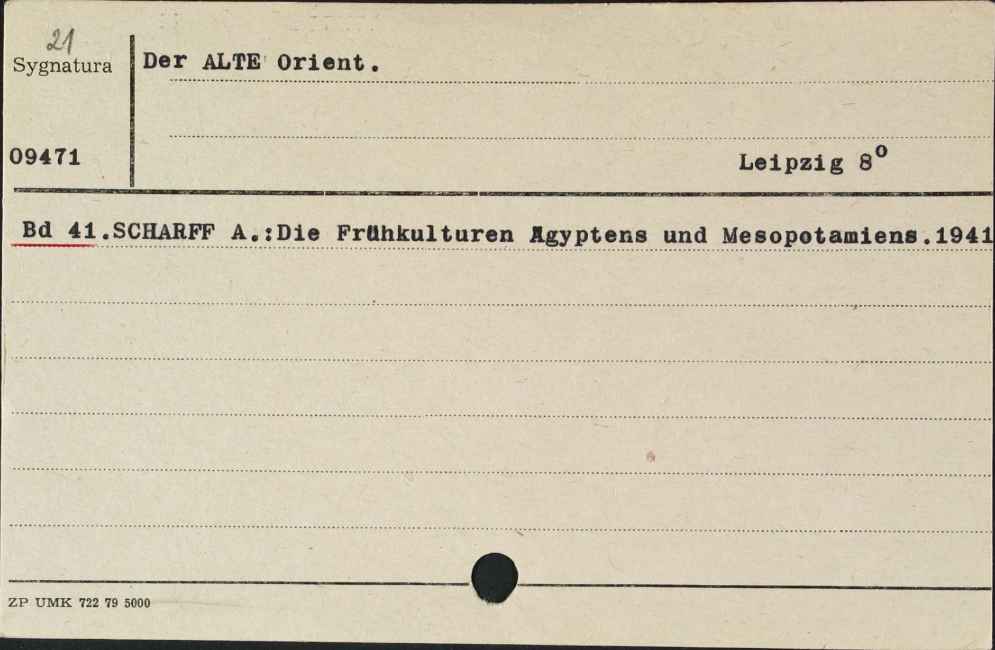 21
Sygnatura
Der ALTE Orient.
09471
Leipzig 8º
Bd 41.SCHARFF A.:Die Frühkulturen Ägyptens und Mesopotamiens.1941
ZP UMK 722 79 5000